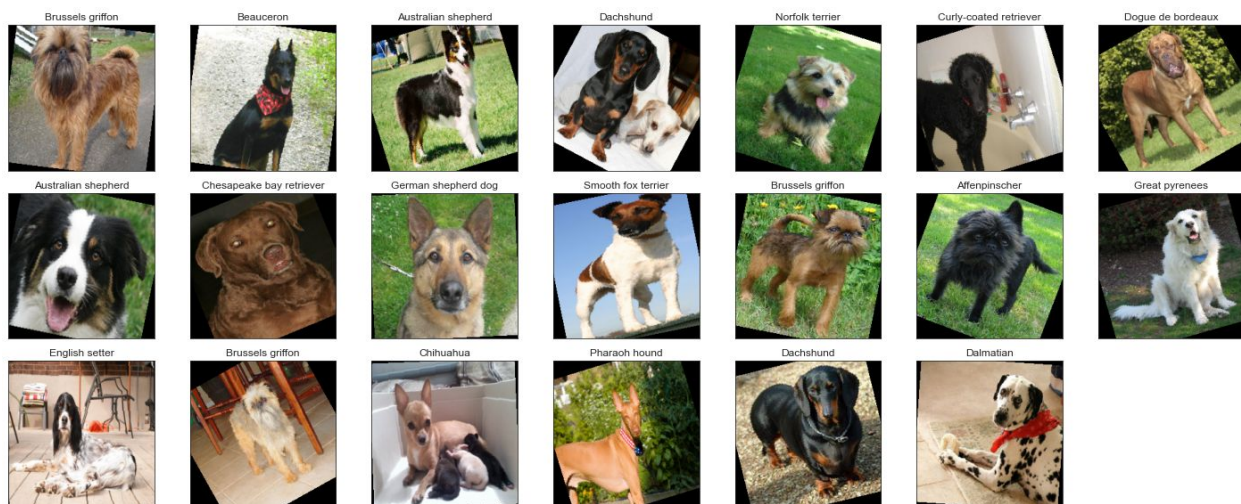 Brussels griffon
Beauceron
Australian shepherd
Dachshund
Norfolk terrier
Curly-coated retriever
Dogue de bordeaux
Australian shepherd
Chesapeake bay retriever
German shepherd dog
Smooth fox terrier
Brussels griffon
Affenpinscher
Great pyrenees
English setter
Brussels griffon
Chihuahua
Pharaoh hound
Dachshund
Dalmatian